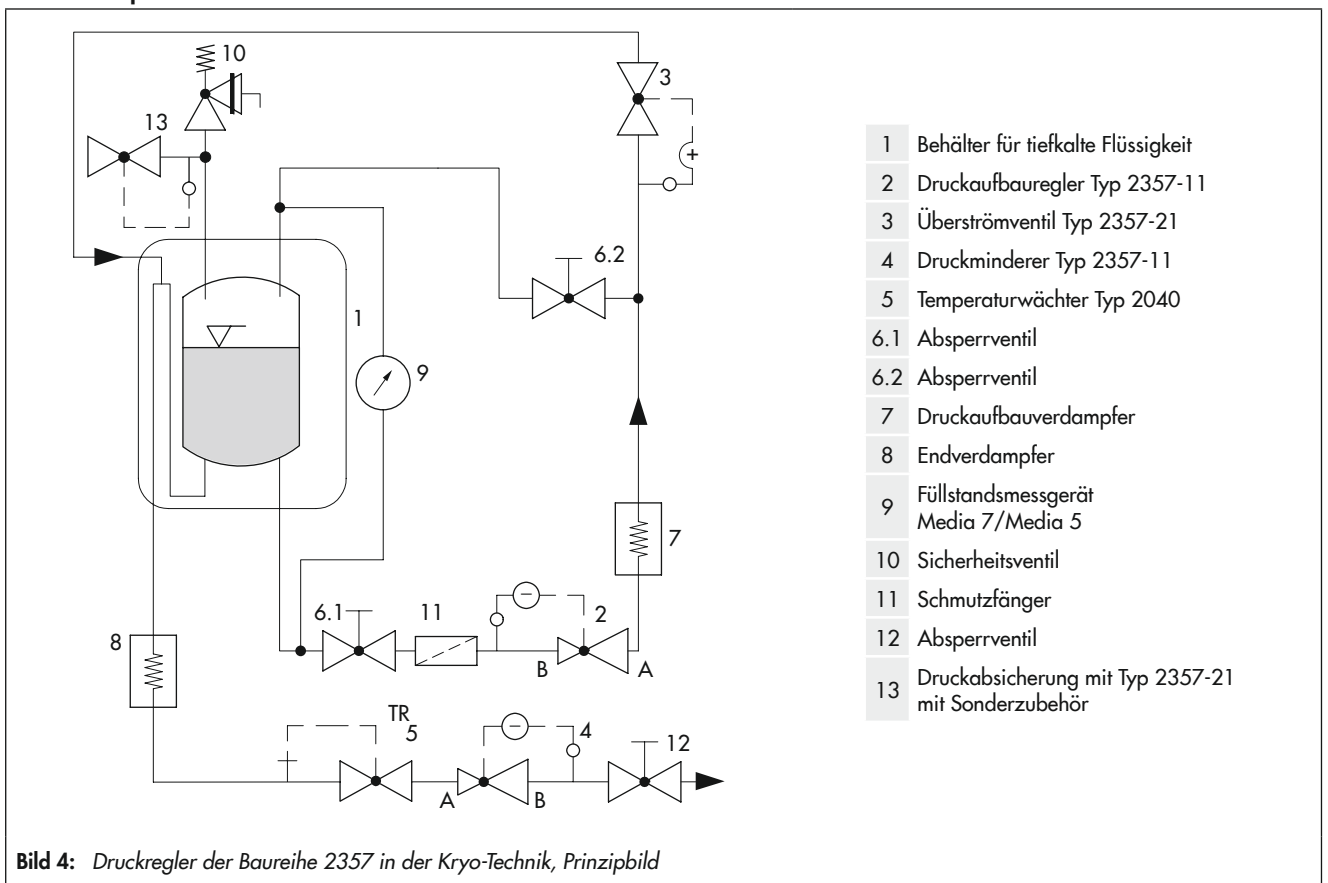 10
3
13
+
6.2
1
9
7
6.1
11
−
2
8
B
A
TR
5
−
4
12
A
B
1 Behälter für tiefkalte Flüssigkeit
2 Druckaufbauregler Typ 2357-11
3 Überströmventil Typ 2357-21
4 Druckminderer Typ 2357-11
5 Temperaturwächter Typ 2040
6.1 Absperrventil
6.2 Absperrventil
7 Druckaufbauverdampfer
8 Endverdampfer
9 Füllstandsmessgerät
Media 7/Media 5
10 Sicherheitsventil
11 Schmutzfänger
12 Absperrventil
13 Druckabsicherung mit Typ 2357-21
mit Sonderzubehör
Bild 4: Druckregler der Baureihe 2357 in der Kryo-Technik, Prinzipbild